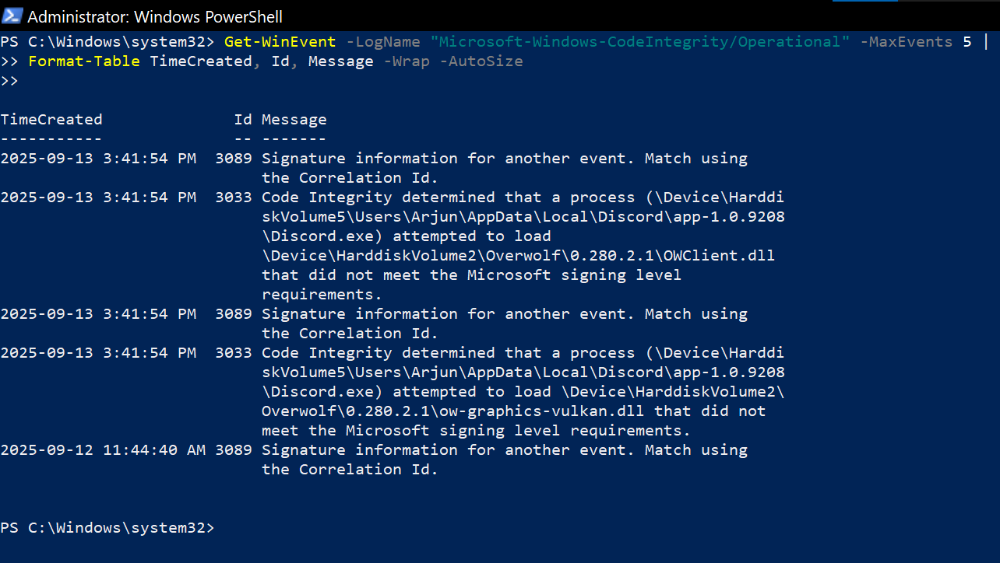 Administrator: Windows PowerShell
PS C:\Windows\system32> Get-WinEvent -LogName "Microsoft-Windows-CodeIntegrity/Operational" -MaxEvents 5 |
>> Format-Table TimeCreated, Id, Message -Wrap -AutoSize
>>
TimeCreated Id Message
----------- -- -------
2025-09-13 3:41:54 PM 3089 Signature information for another event. Match using
the Correlation Id.
2025-09-13 3:41:54 PM 3033 Code Integrity determined that a process (\Device\Harddi
skVolume5\Users\Arjun\AppData\Local\Discord\app-1.0.9208
\Discord.exe) attempted to load
\Device\HarddiskVolume2\Overwolf\0.280.2.1\OWClient.dll
that did not meet the Microsoft signing level
requirements.
2025-09-13 3:41:54 PM 3089 Signature information for another event. Match using
the Correlation Id.
2025-09-13 3:41:54 PM 3033 Code Integrity determined that a process (\Device\Harddi
skVolume5\Users\Arjun\AppData\Local\Discord\app-1.0.9208
\Discord.exe) attempted to load \Device\HarddiskVolume2\
Overwolf\0.280.2.1\ow-graphics-vulkan.dll that did not
meet the Microsoft signing level requirements.
2025-09-12 11:44:40 AM 3089 Signature information for another event. Match using
the Correlation Id.
PS C:\Windows\system32>